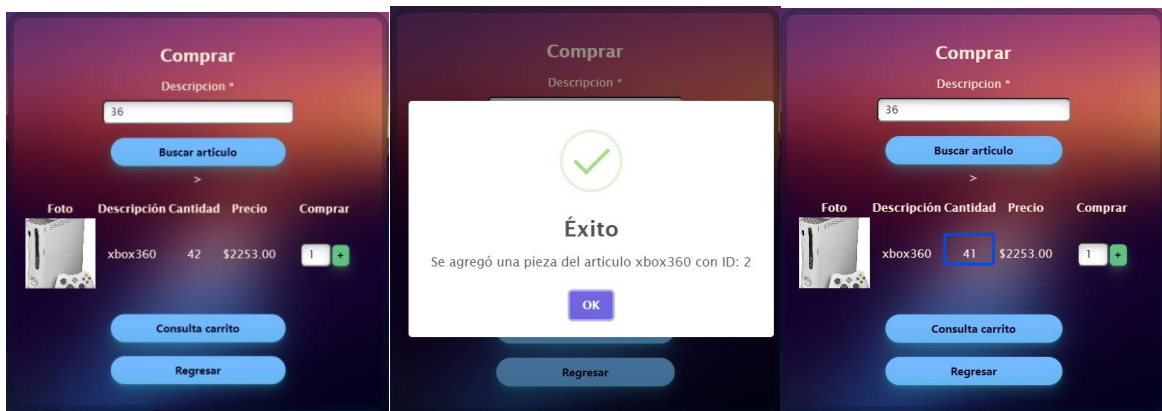 Comprar
Descripcion *
36
Buscar articulo
>
Foto Descripción Cantidad Precio Comprar
xbox360 42 $2253.00 1 +
Consulta carrito
Regresar
Comprar
Descripcion *
Éxito
Se agregó una pieza del articulo xbox360 con ID: 2
OK
Regresar
Comprar
Descripcion *
36
Buscar articulo
>
Foto Descripción Cantidad Precio Comprar
xbox360 41 $2253.00 1 +
Consulta carrito
Regresar